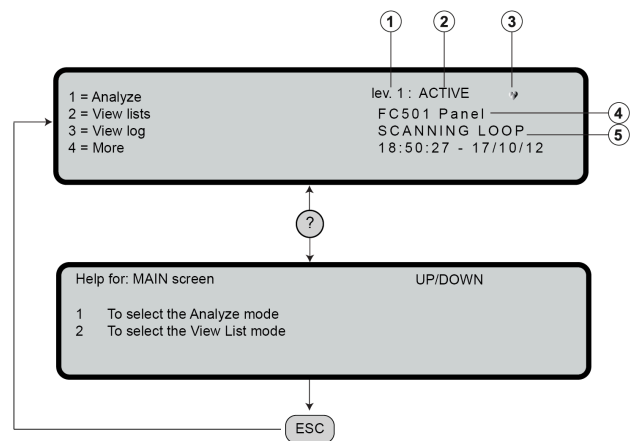 1 2 3
1 = Analyze
2 = View lists
3 = View log
4 = More
lev. 1 : ACTIVE
FC501 Panel
SCANNING LOOP
18:50:27 - 17/10/12
4
5
?
Help for: MAIN screen UP/DOWN
1 To select the Analyze mode
2 To select the View List mode
ESC